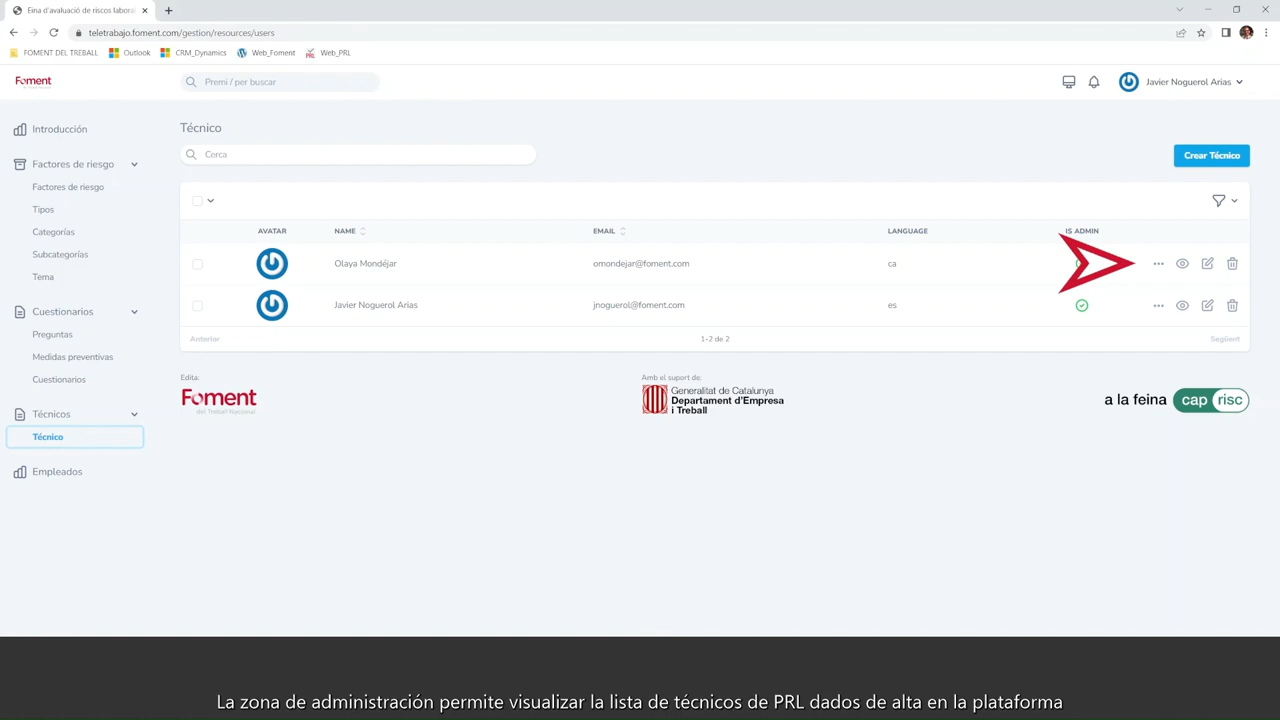 Eina d'avaluació de riscos labora
teletrabajo.foment.com/gestion/resources/users
FOMENT DEL TREBALL Outlook CRM_Dynamics Web_Foment PRL Web_PRL
Foment
Premi / per buscar
Javier Noguerol Arias
Introducción
Factores de riesgo
Factores de riesgo
Tipos
Categorías
Subcategorías
Tema
Cuestionarios
Preguntas
Medidas preventivas
Cuestionarios
Técnicos
Técnico
Empleados
Técnico
Cerca
Crear Técnico
AVATAR NAME EMAIL LANGUAGE IS ADMIN
Olaya Mondéjar omondejar@foment.com ca
Javier Noguerol Arias jnoguerol@foment.com es
Anterior 1-2 de 2 Següent
Edita:
Foment
del Treball Nacional
Amb el suport de:
Generalitat de Catalunya
Departament d'Empresa
i Treball
a la feina cap risc
La zona de administración permite visualizar la lista de técnicos de PRL dados de alta en la plataforma